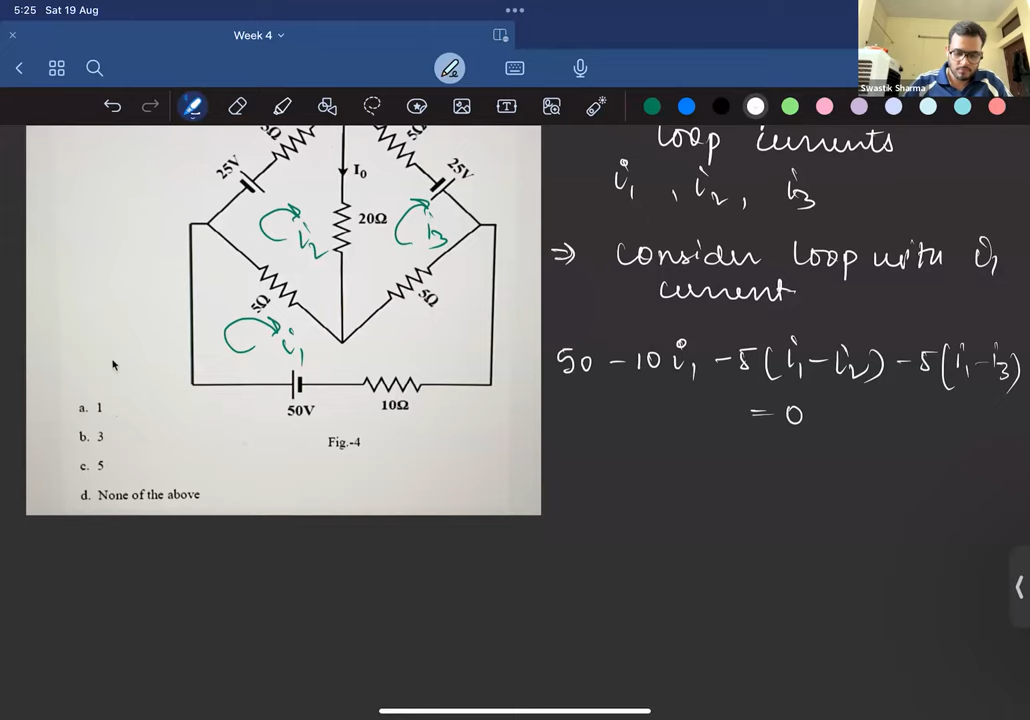 5:25 Sat 19 Aug
Week 4
Swastik Sharma
loop currents
i₁ , i₂, i₃
⇒ consider loop with i₁
current
50 - 10 i₁ - 5(i₁ - i₂) - 5(i₁ - i₃)
= 0
5Ω
5Ω
25V
25V
I₀
20Ω
i₂
i₃
5Ω
5Ω
i₁
50V
10Ω
a. 1
b. 3
c. 5
d. None of the above
Fig.-4